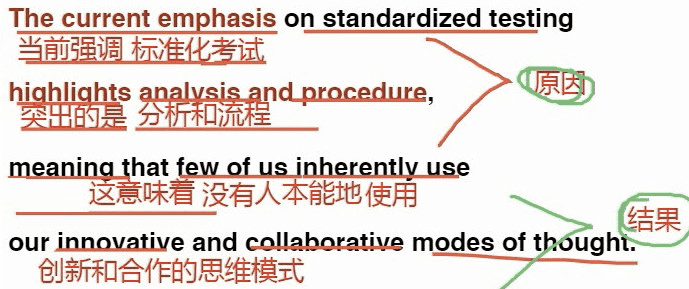 The current emphasis on standardized testing
当前强调 标准化考试
highlights analysis and procedure,
原因
突出的是 分析和流程
meaning that few of us inherently use
这意味着 没有人本能地使用
结果
our innovative and collaborative modes of thought.
创新和合作的思维模式